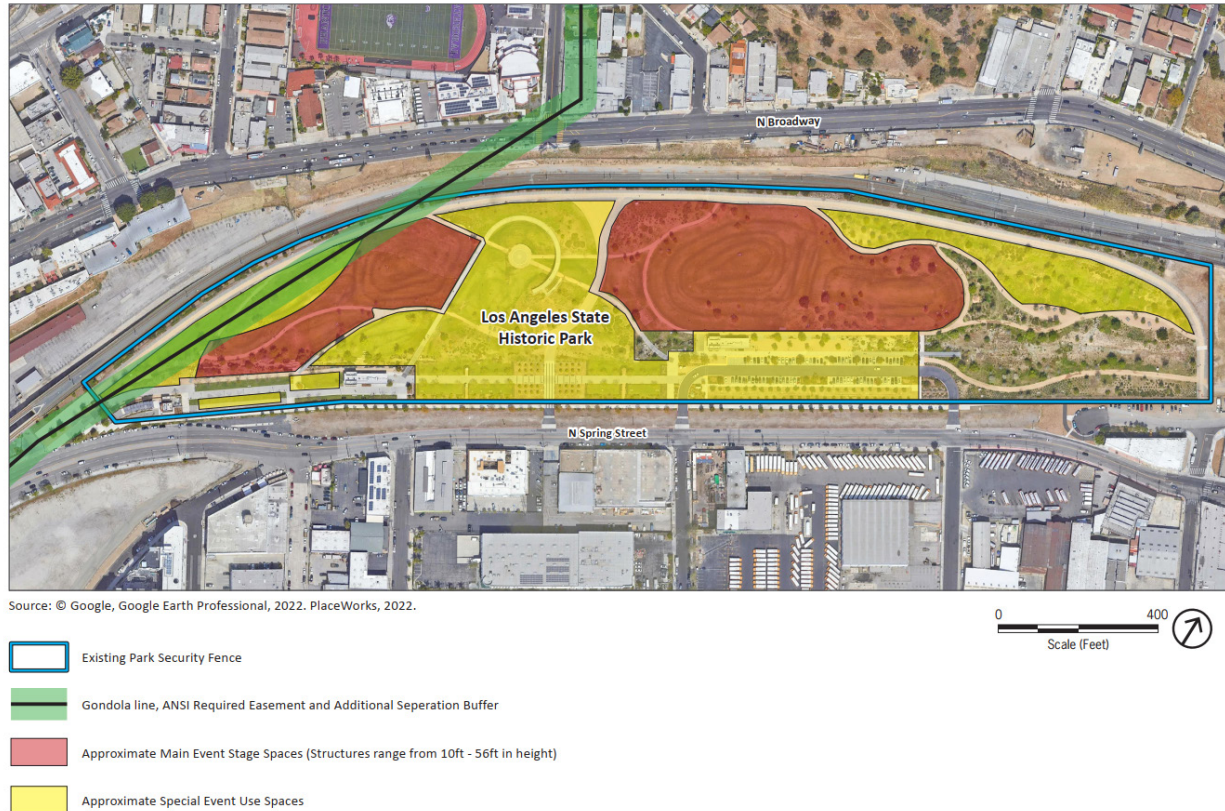 N Broadway
Los Angeles State
Historic Park
N Spring Street
Source: © Google, Google Earth Professional, 2022. PlaceWorks, 2022.
0 400
Scale (Feet)
Existing Park Security Fence
Gondola line, ANSI Required Easement and Additional Seperation Buffer
Approximate Main Event Stage Spaces (Structures range from 10ft - 56ft in height)
Approximate Special Event Use Spaces